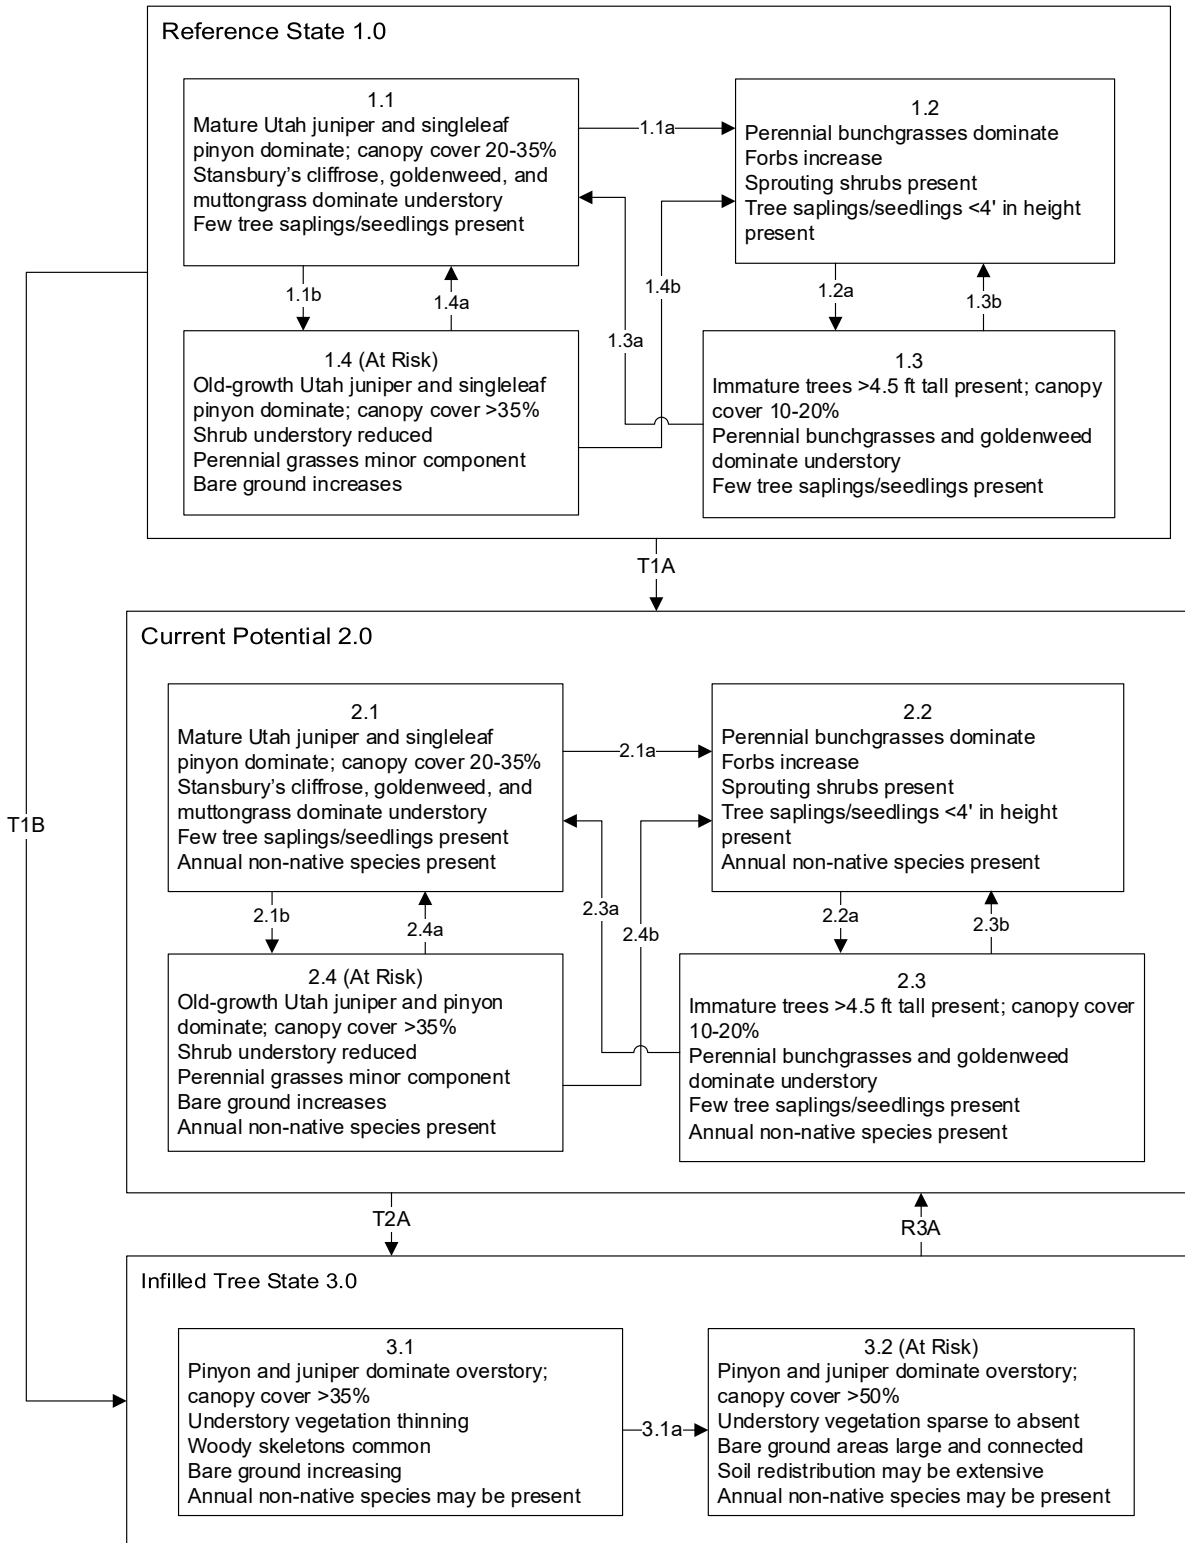 Reference State 1.0
1.1
Mature Utah juniper and singleleaf
pinyon dominate; canopy cover 20-35%
Stansbury’s cliffrose, goldenweed, and
muttongrass dominate understory
Few tree saplings/seedlings present
1.1a
1.2
Perennial bunchgrasses dominate
Forbs increase
Sprouting shrubs present
Tree saplings/seedlings <4' in height
present
1.1b
1.4a
1.3a
1.4b
1.2a
1.3b
1.4 (At Risk)
Old-growth Utah juniper and singleleaf
pinyon dominate; canopy cover >35%
Shrub understory reduced
Perennial grasses minor component
Bare ground increases
1.3
Immature trees >4.5 ft tall present; canopy
cover 10-20%
Perennial bunchgrasses and goldenweed
dominate understory
Few tree saplings/seedlings present
T1A
T1B
Current Potential 2.0
2.1
Mature Utah juniper and singleleaf
pinyon dominate; canopy cover 20-35%
Stansbury’s cliffrose, goldenweed, and
muttongrass dominate understory
Few tree saplings/seedlings present
Annual non-native species present
2.1a
2.2
Perennial bunchgrasses dominate
Forbs increase
Sprouting shrubs present
Tree saplings/seedlings <4' in height
present
Annual non-native species present
2.1b
2.4a
2.3a
2.4b
2.2a
2.3b
2.4 (At Risk)
Old-growth Utah juniper and pinyon
dominate; canopy cover >35%
Shrub understory reduced
Perennial grasses minor component
Bare ground increases
Annual non-native species present
2.3
Immature trees >4.5 ft tall present; canopy cover
10-20%
Perennial bunchgrasses and goldenweed
dominate understory
Few tree saplings/seedlings present
Annual non-native species present
T2A
R3A
Infilled Tree State 3.0
3.1
Pinyon and juniper dominate overstory;
canopy cover >35%
Understory vegetation thinning
Woody skeletons common
Bare ground increasing
Annual non-native species may be present
3.1a
3.2 (At Risk)
Pinyon and juniper dominate overstory;
canopy cover >50%
Understory vegetation sparse to absent
Bare ground areas large and connected
Soil redistribution may be extensive
Annual non-native species may be present